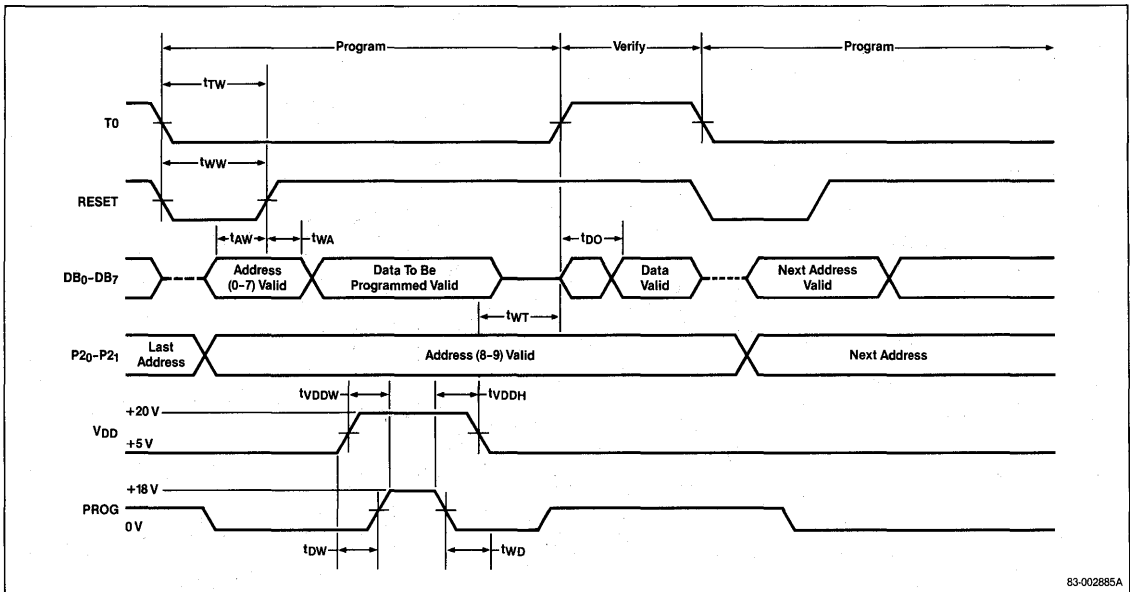 Program Verify Program
tTW
T0
tWW
RESET
tAW tWA tDO
DB0-DB7
Address (0-7) Valid
Data To Be Programmed Valid
Data Valid
Next Address Valid
tWT
P20-P21
Last Address
Address (8-9) Valid
Next Address
tVDDW tVDDH
+20 V
VDD
+5 V
+18 V
PROG
0 V
tDW tWD
83-002885A